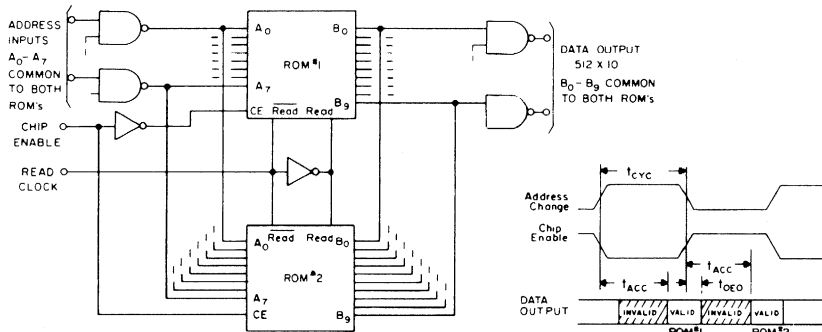 ADDRESS
INPUTS
A0-A7
COMMON
TO BOTH
ROM's
CHIP
ENABLE
READ
CLOCK
A0
B0
ROM #1
A7
B9
CE Read Read
DATA OUTPUT
512 X 10
B0-B9 COMMON
TO BOTH ROM's
Read Read
A0
B0
ROM #2
A7
B9
CE
tCYC
Address
Change
Chip
Enable
tACC
tACC
tOEO
DATA
OUTPUT
INVALID VALID INVALID VALID
ROM#1 ROM#2